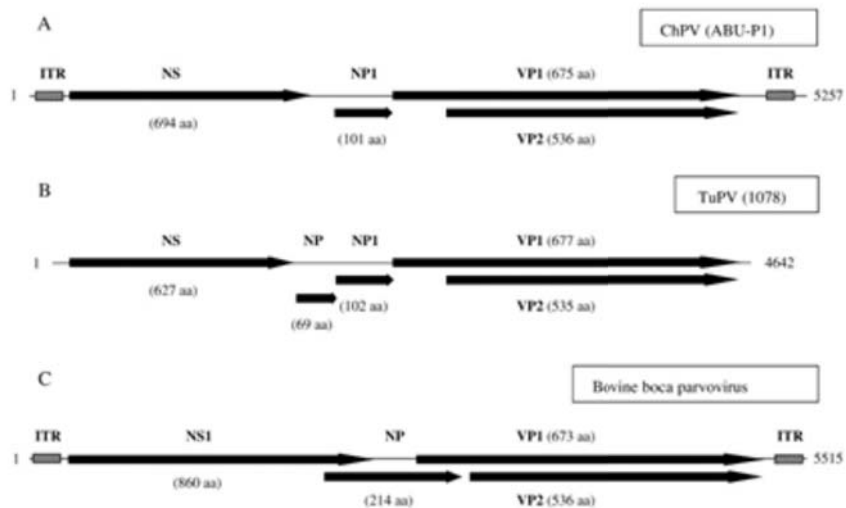 A
ChPV (ABU-P1)
ITR NS NP1 VP1 (675 aa) ITR
1 5257
(694 aa) (101 aa) VP2 (536 aa)
B
TuPV (1078)
NS NP NP1 VP1 (677 aa)
1 4642
(627 aa) (102 aa) VP2 (535 aa)
(69 aa)
C
Bovine boca parvovirus
ITR NS1 NP VP1 (673 aa) ITR
1 5515
(860 aa) (214 aa) VP2 (536 aa)